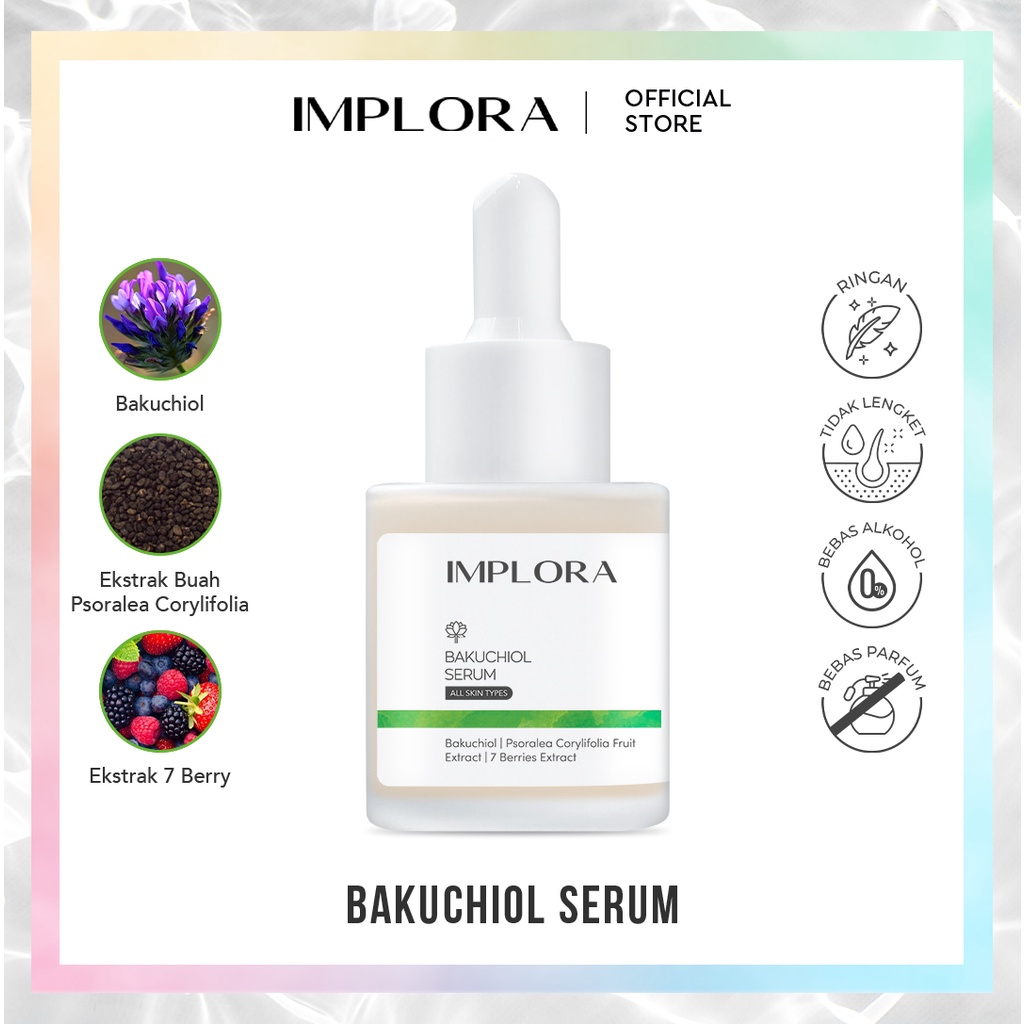 IMPLORA
OFFICIAL
STORE
Bakuchiol
Ekstrak Buah
Psoralea Corylifolia
Ekstrak 7 Berry
IMPLORA
BAKUCHIOL
SERUM
ALL SKIN TYPES
Bakuchiol | Psoralea Corylifolia Fruit
Extract | 7 Berries Extract
RINGAN
TIDAK LENGKET
BEBAS ALKOHOL
0%
BEBAS PARFUM
BAKUCHIOL SERUM